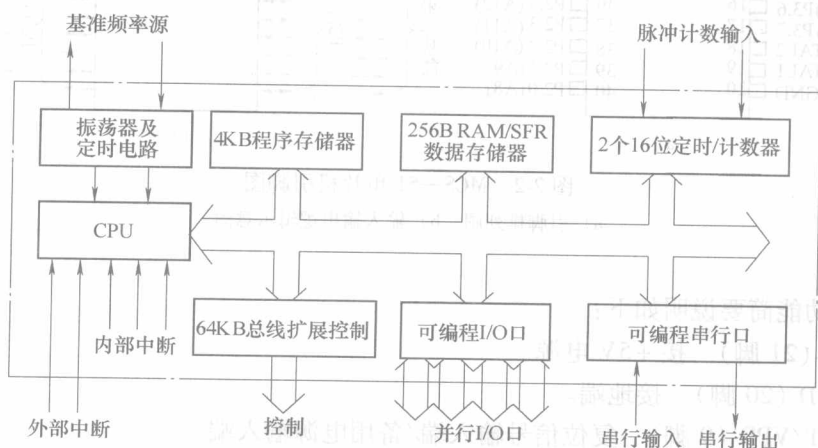 基准频率源
脉冲计数输入
振荡器及
定时电路
4KB程序存储器
256B RAM/SFR
数据存储器
2个16位定时/计数器
CPU
64KB总线扩展控制
可编程I/O口
可编程串行口
内部中断
外部中断
控制
并行I/O
串行输入
串行输出